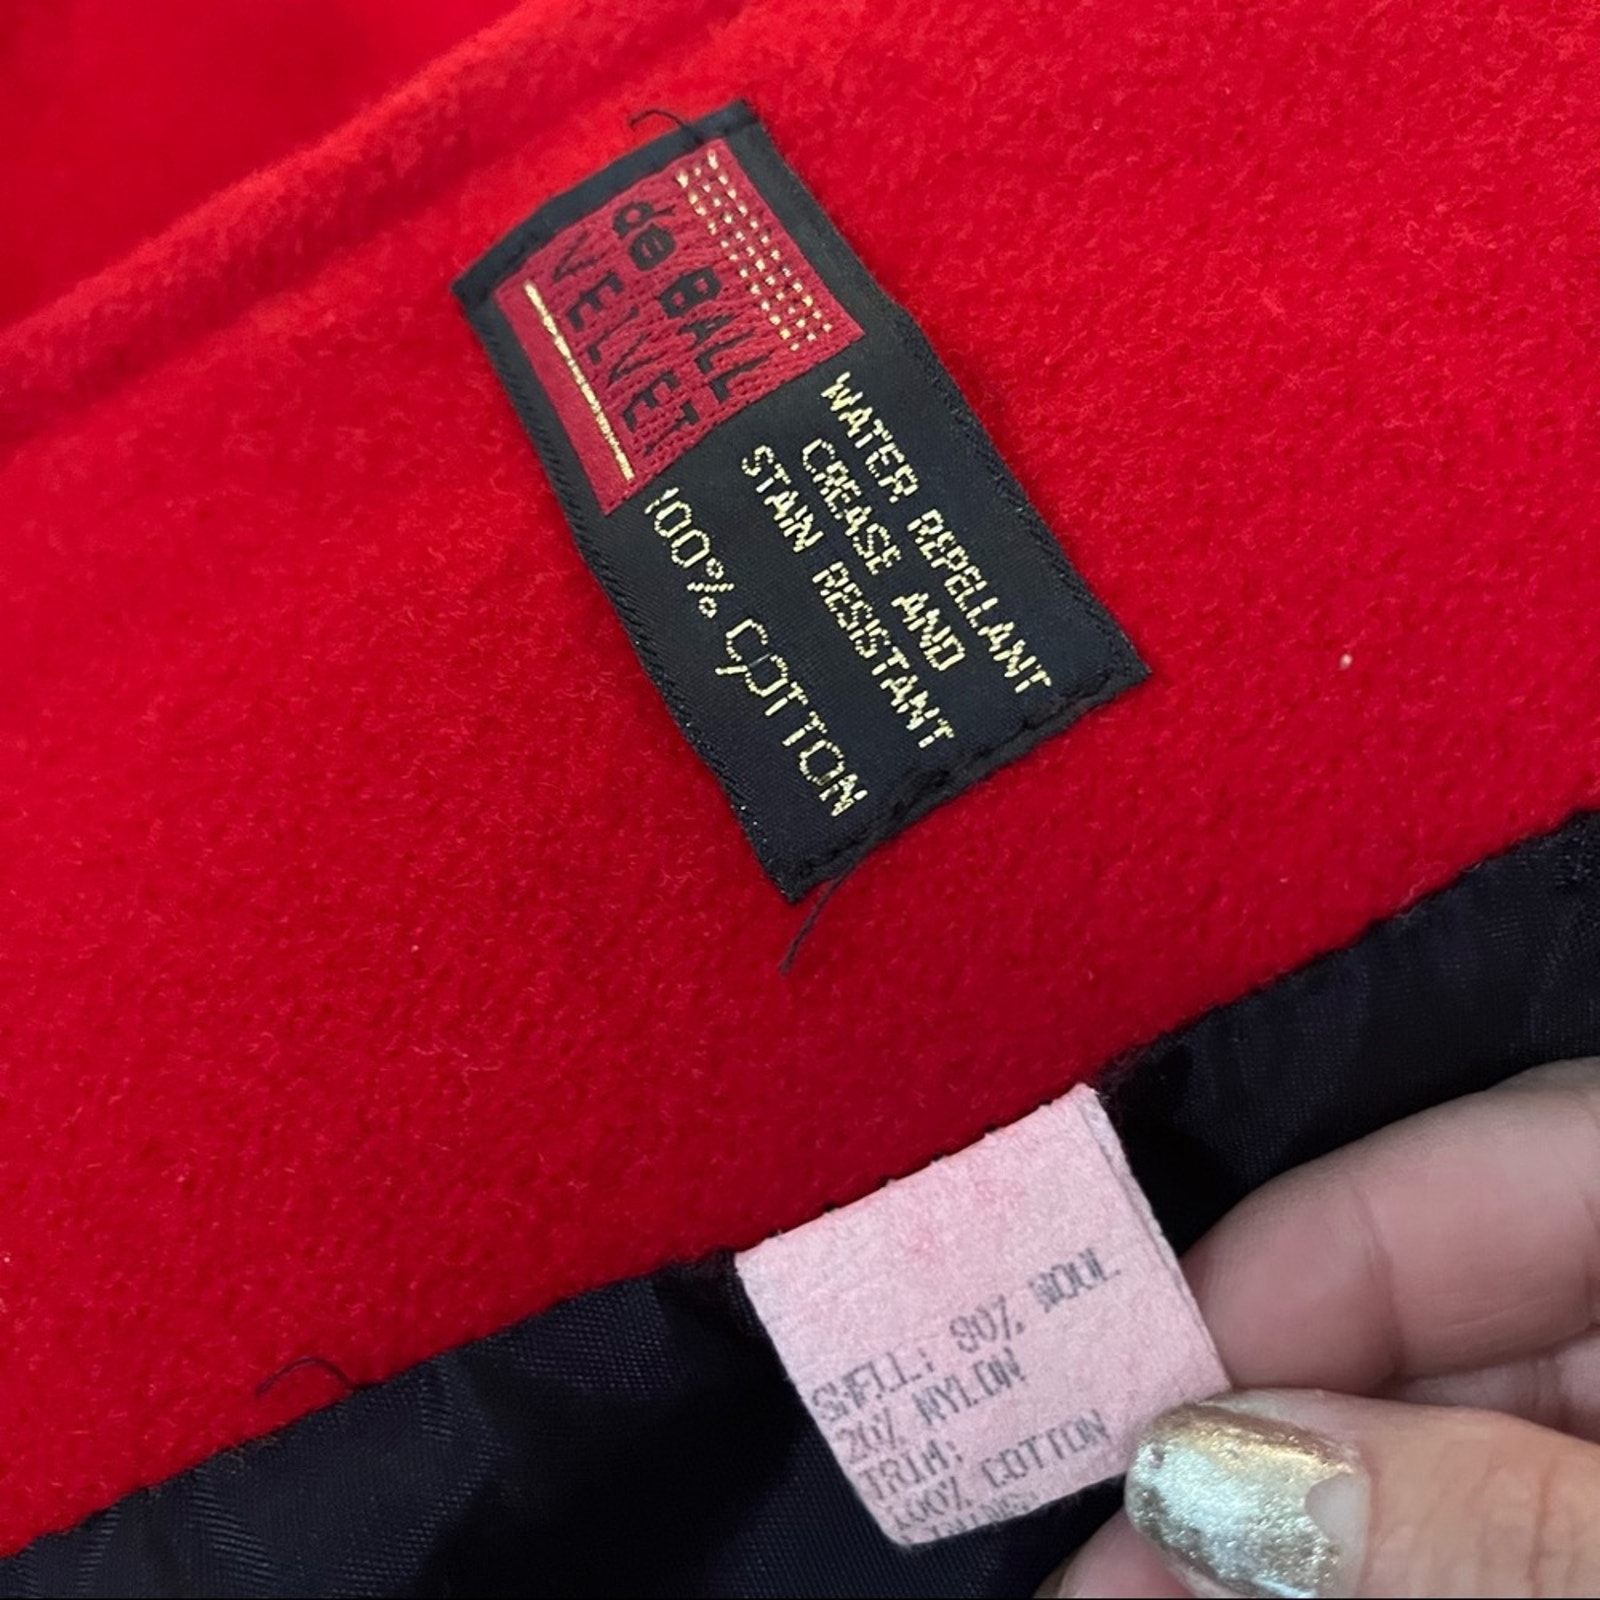 de BALL
VELVET
WATER REPELLANT
CREASE AND
STAIN RESISTANT
100% COTTON
SHELL: 80% WOOL
20% NYLON
TRIM:
100% COTTON